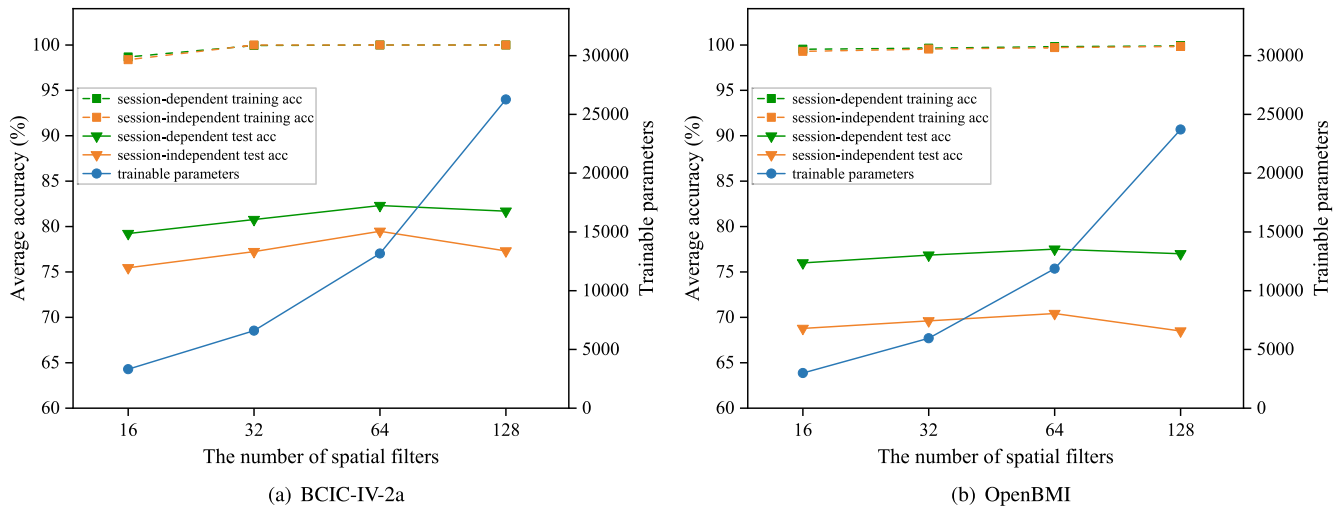 100
95
90
85
80
75
70
65
60
Average accuracy (%)
session-dependent training acc
session-independent training acc
session-dependent test acc
session-independent test acc
trainable parameters
30000
25000
20000
15000
10000
5000
0
Trainable parameters
16 32 64 128
The number of spatial filters
(a) BCIC-IV-2a
100
95
90
85
80
75
70
65
60
Average accuracy (%)
session-dependent training acc
session-independent training acc
session-dependent test acc
session-independent test acc
trainable parameters
30000
25000
20000
15000
10000
5000
0
Trainable parameters
16 32 64 128
The number of spatial filters
(b) OpenBMI